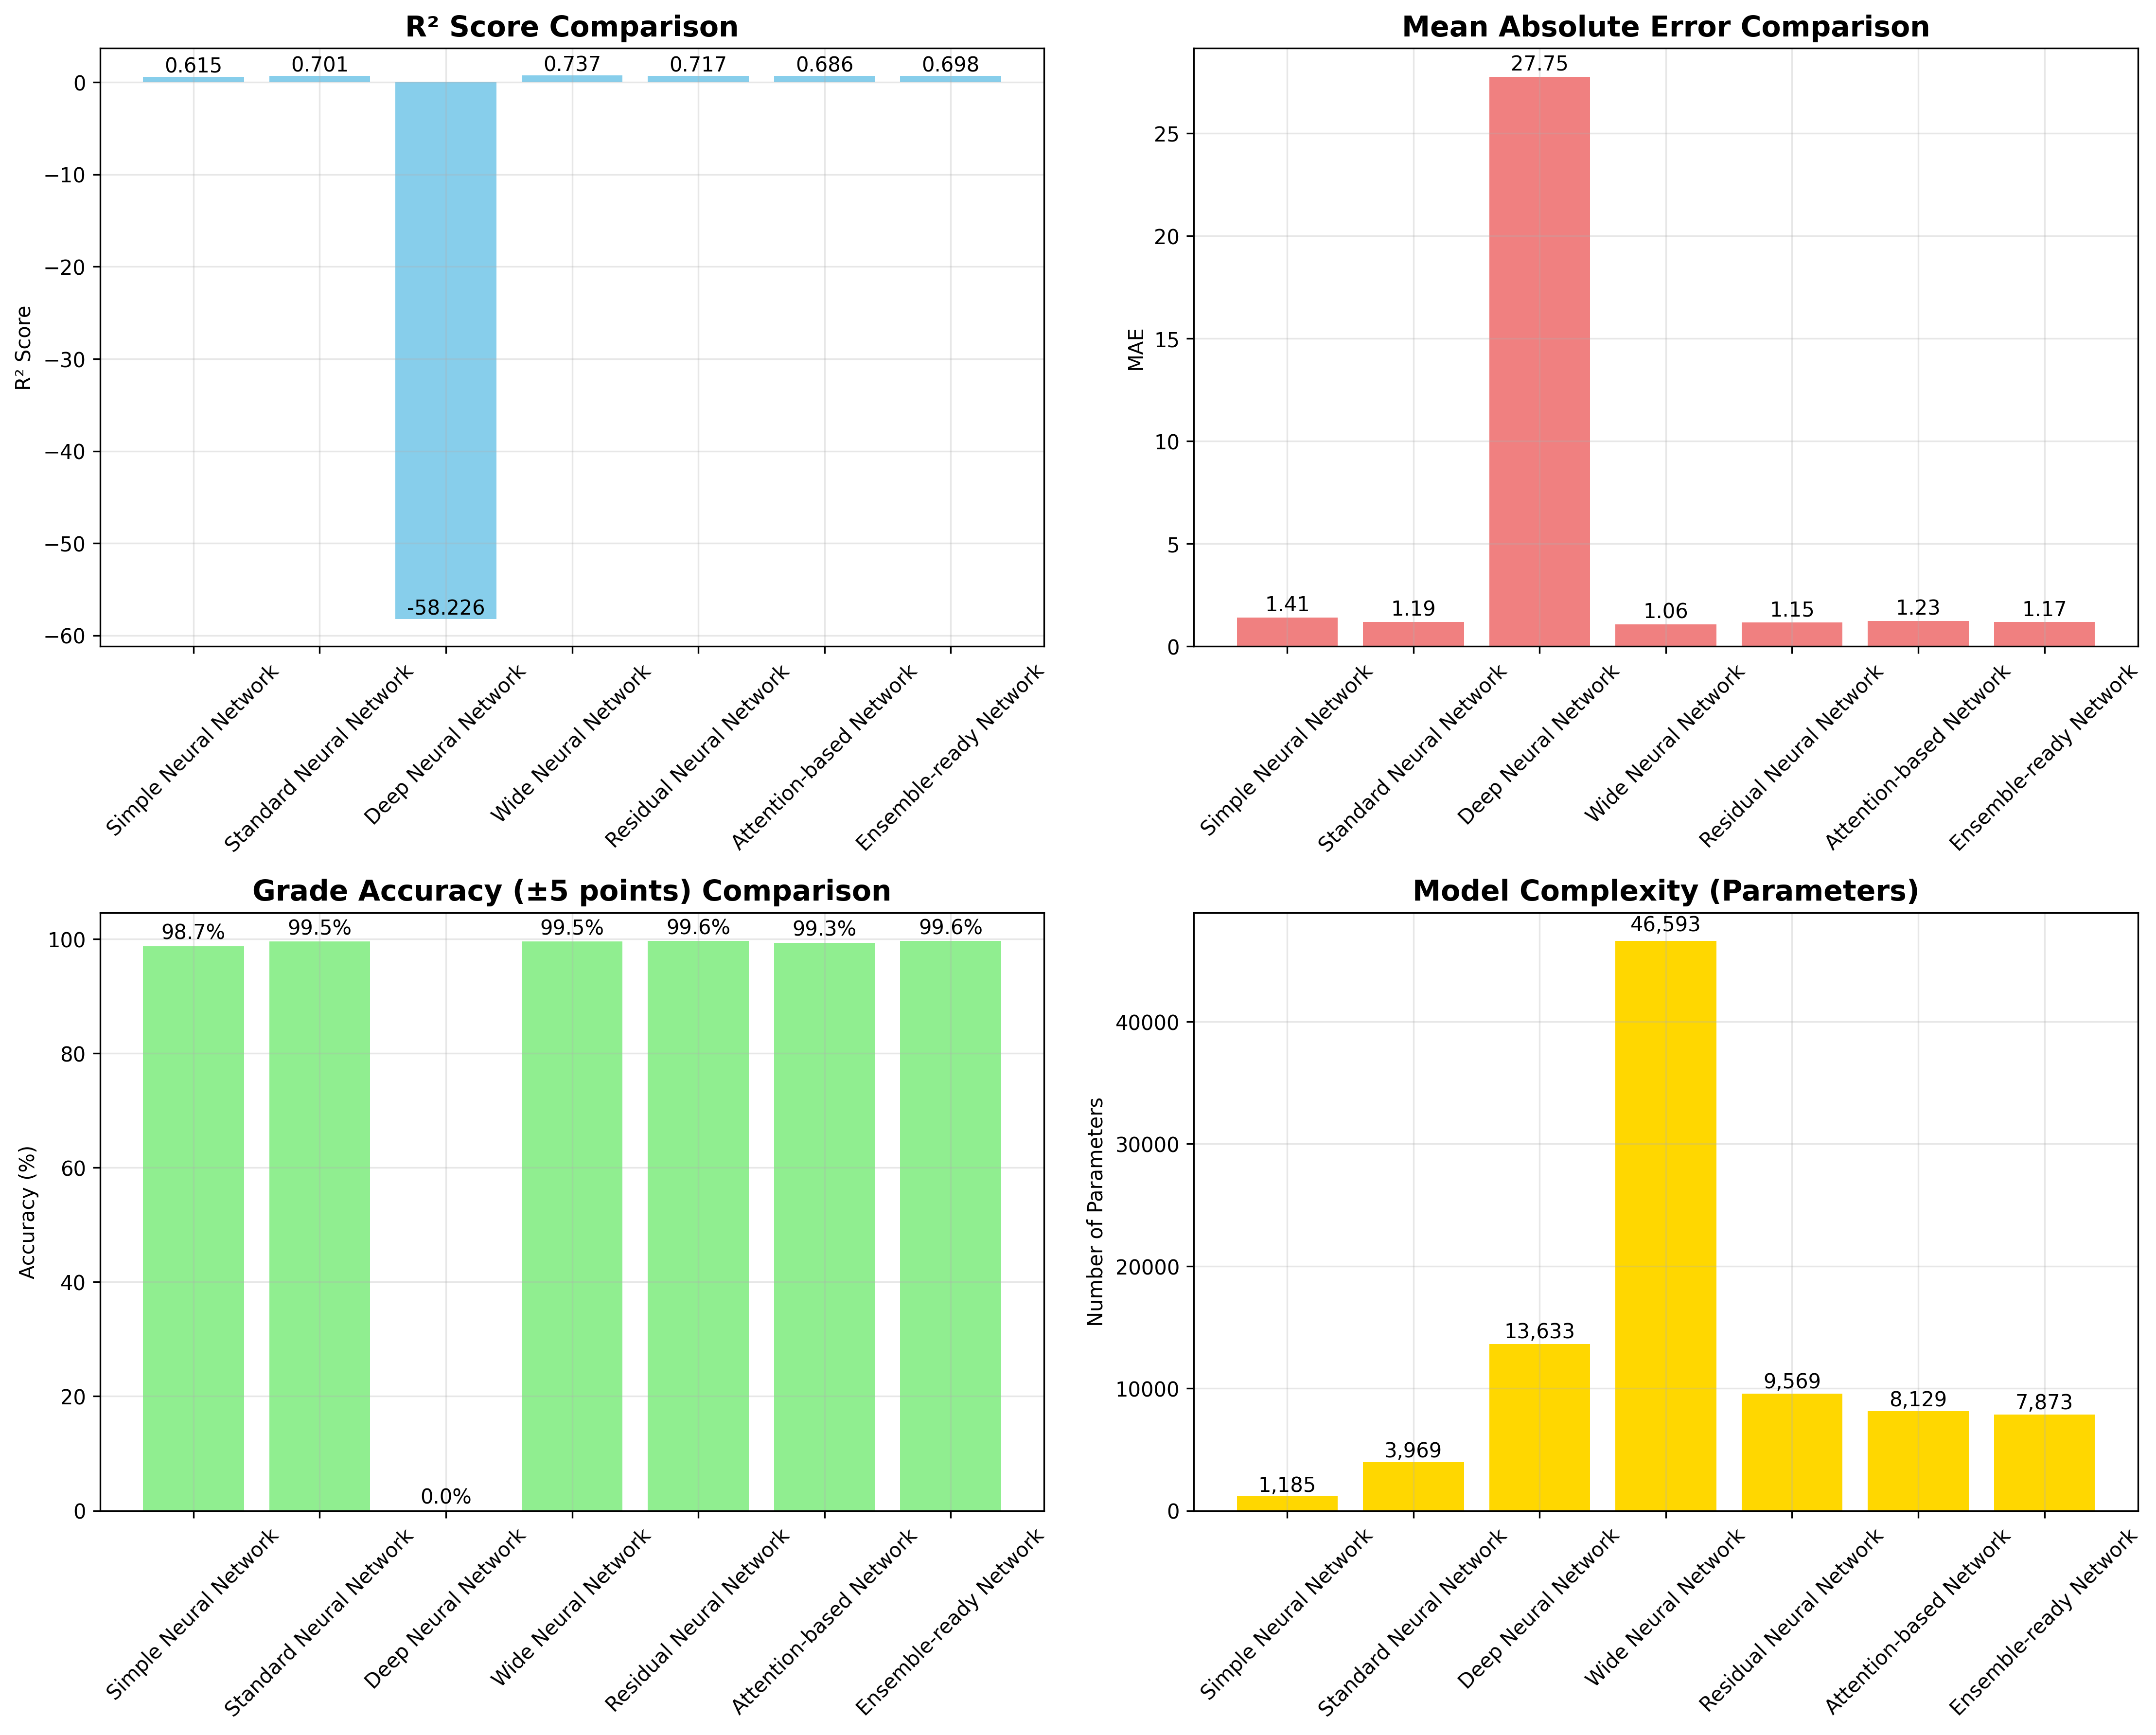 R² Score Comparison
R² Score
0
−10
−20
−30
−40
−50
−60
0.615
0.701
-58.226
0.737
0.717
0.686
0.698
Simple Neural Network
Standard Neural Network
Deep Neural Network
Wide Neural Network
Residual Neural Network
Attention-based Network
Ensemble-ready Network
Mean Absolute Error Comparison
MAE
25
20
15
10
5
0
1.41
1.19
27.75
1.06
1.15
1.23
1.17
Simple Neural Network
Standard Neural Network
Deep Neural Network
Wide Neural Network
Residual Neural Network
Attention-based Network
Ensemble-ready Network
Grade Accuracy (±5 points) Comparison
Accuracy (%)
100
80
60
40
20
0
98.7%
99.5%
0.0%
99.5%
99.6%
99.3%
99.6%
Simple Neural Network
Standard Neural Network
Deep Neural Network
Wide Neural Network
Residual Neural Network
Attention-based Network
Ensemble-ready Network
Model Complexity (Parameters)
Number of Parameters
40000
30000
20000
10000
0
1,185
3,969
13,633
46,593
9,569
8,129
7,873
Simple Neural Network
Standard Neural Network
Deep Neural Network
Wide Neural Network
Residual Neural Network
Attention-based Network
Ensemble-ready Network